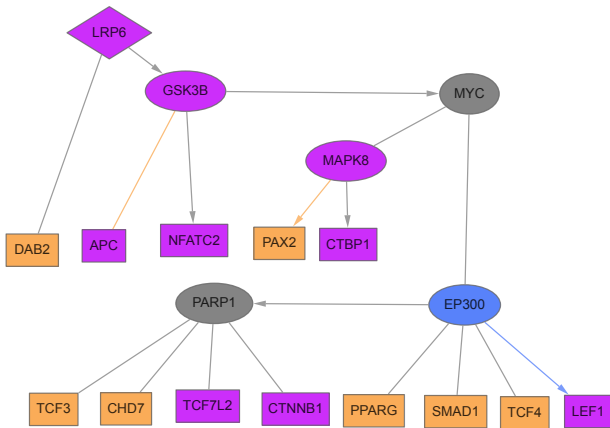 LRP6
GSK3B
MYC
MAPK8
DAB2
APC
NFATC2
PAX2
CTBP1
PARP1
EP300
TCF3
CHD7
TCF7L2
CTNNB1
PPARG
SMAD1
TCF4
LEF1